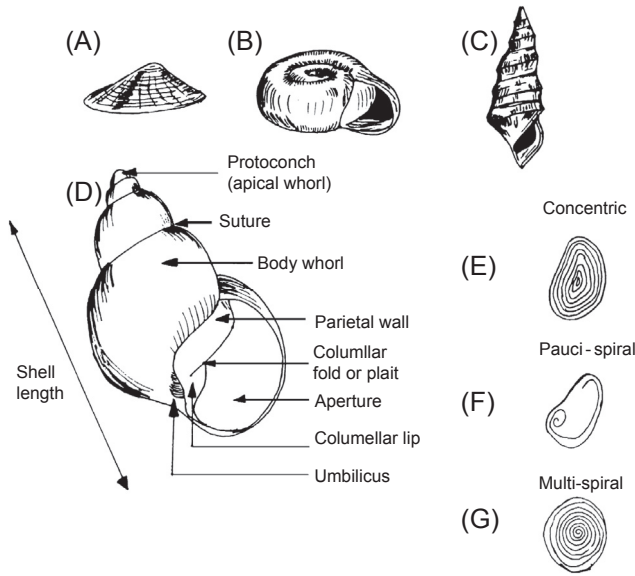 (A)
(B)
(C)
Protoconch
(apical whorl)
(D)
Suture
Body whorl
Parietal wall
Columllar
fold or plait
Aperture
Columellar lip
Umbilicus
Shell
length
Concentric
(E)
Pauci-spiral
(F)
Multi-spiral
(G)